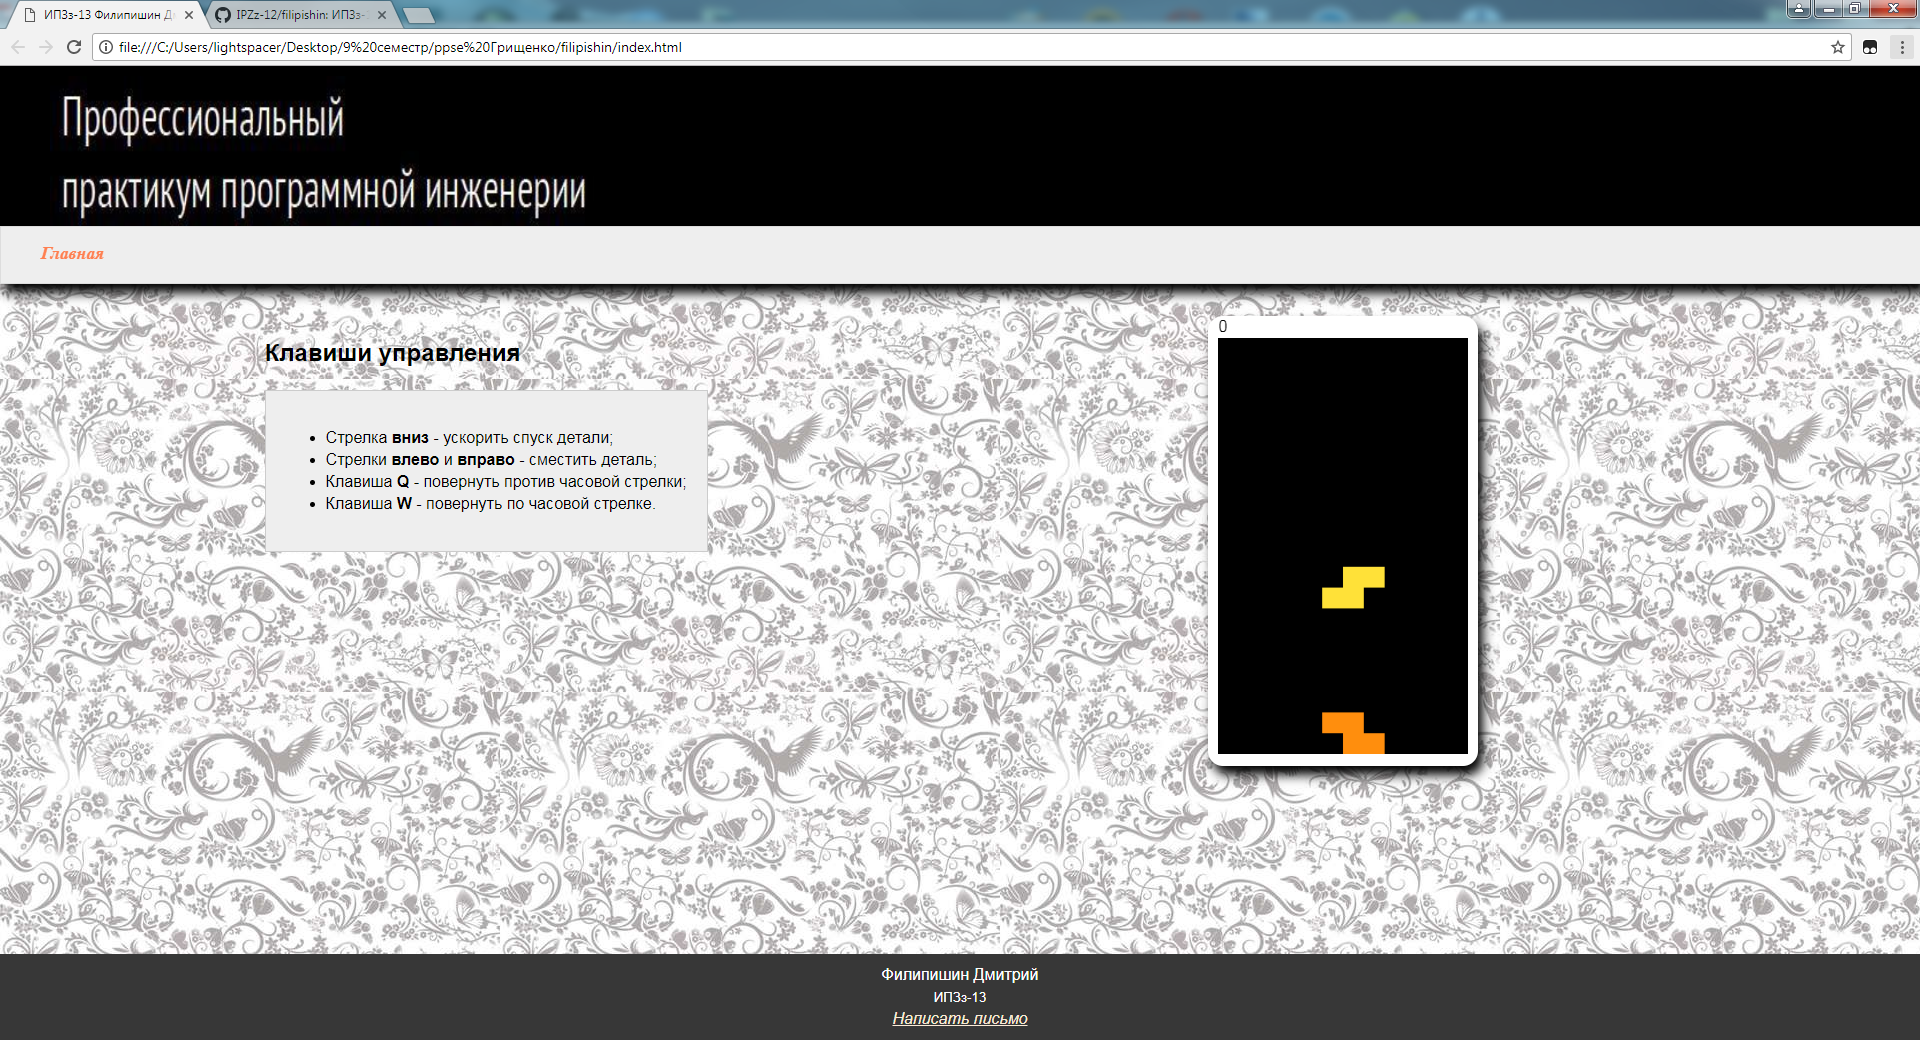 ИПЗз-13 Филипишин Д
IPZz-12/filipishin: ИПЗз-
file:///C:/Users/lightspacer/Desktop/9%20семестр/ppse%20Грищенко/filipishin/index.html
Профессиональный
практикум программной инженерии
Главная
0
Клавиши управления
Стрелка вниз - ускорить спуск детали;
Стрелки влево и вправо - сместить деталь;
Клавиша Q - повернуть против часовой стрелки;
Клавиша W - повернуть по часовой стрелке.
Филипишин Дмитрий
ИПЗз-13
Написать письмо